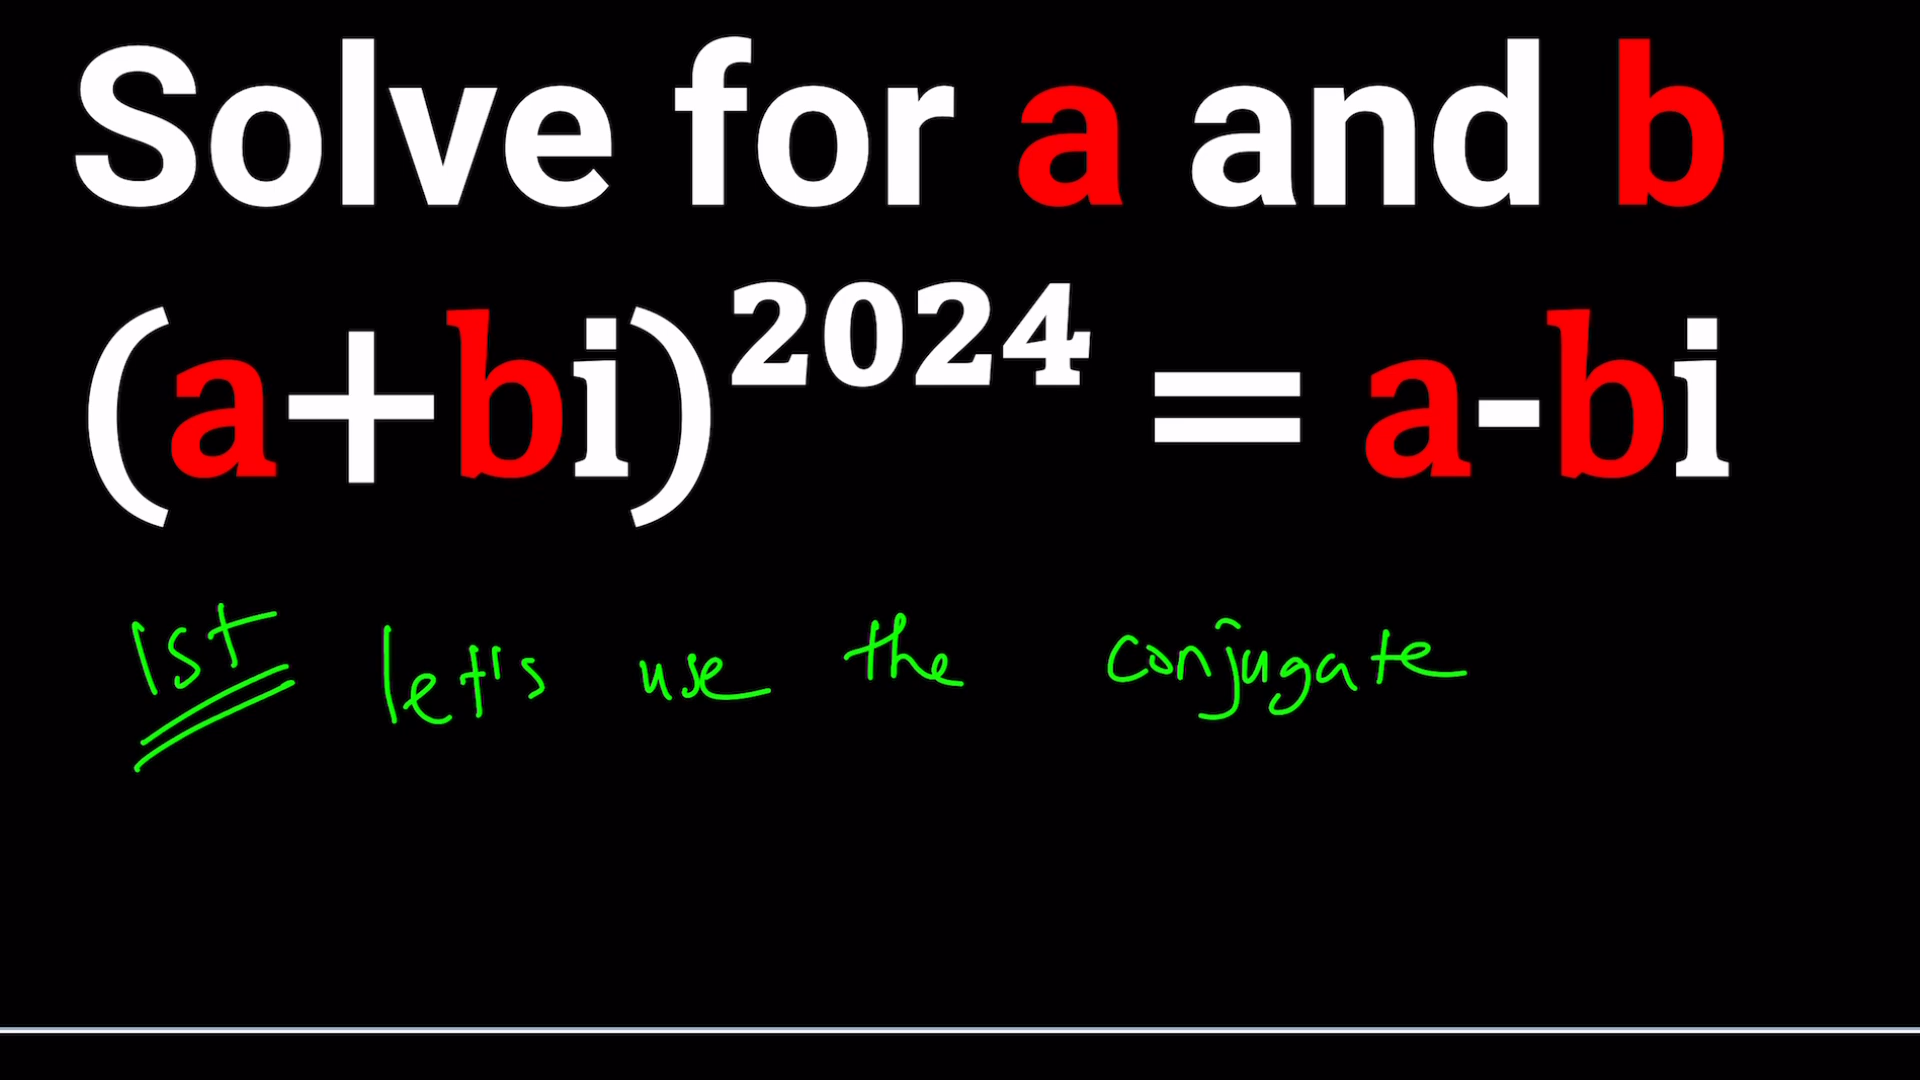 Solve for a and b
(a+bi)²⁰²⁴ = a-bi
1st let's use the conjugate